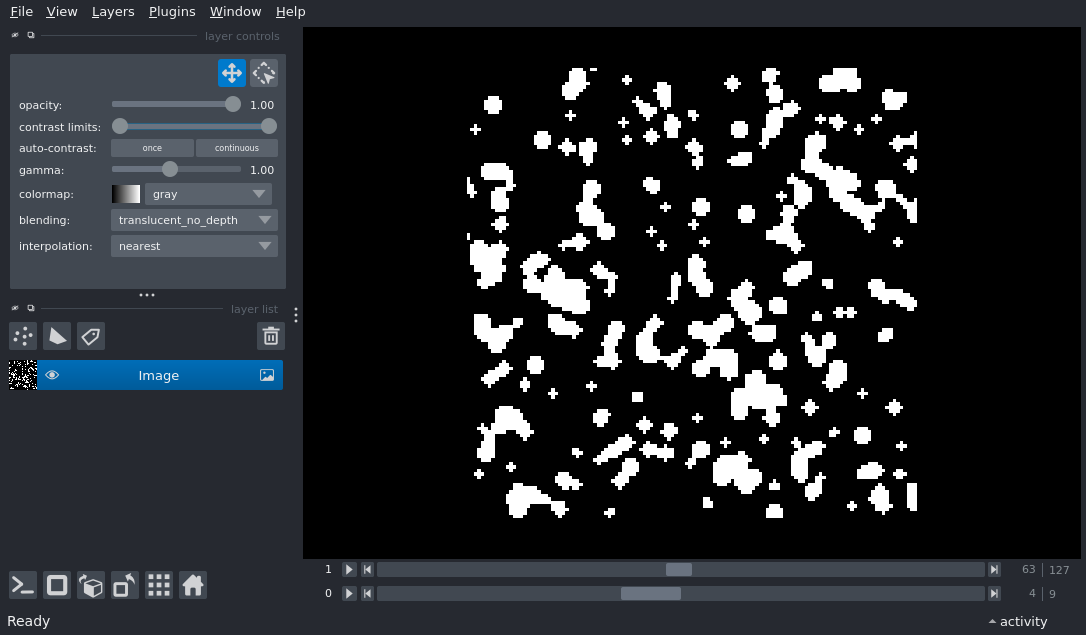 File View Layers Plugins Window Help
layer controls
opacity: 1.00
contrast limits:
auto-contrast: once continuous
gamma: 1.00
colormap: gray
blending: translucent_no_depth
interpolation: nearest
layer list
Image
1 63 127
0 4 9
Ready activity